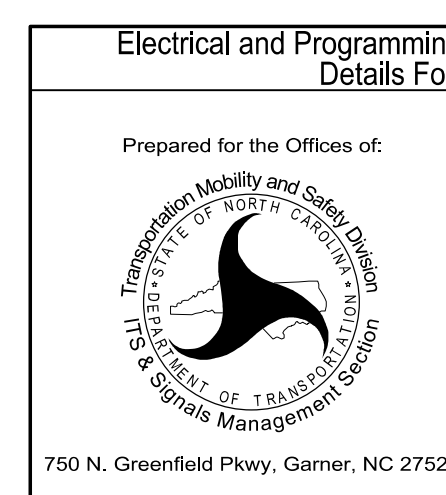 Electrical and Programmin
Details Fo
Prepared for the Offices of:
Transportation Mobility and Safety Division
STATE OF NORTH CAROLINA
DEPARTMENT OF TRANSPORTATION
ITS & Signals Management Section
750 N. Greenfield Pkwy, Garner, NC 2752